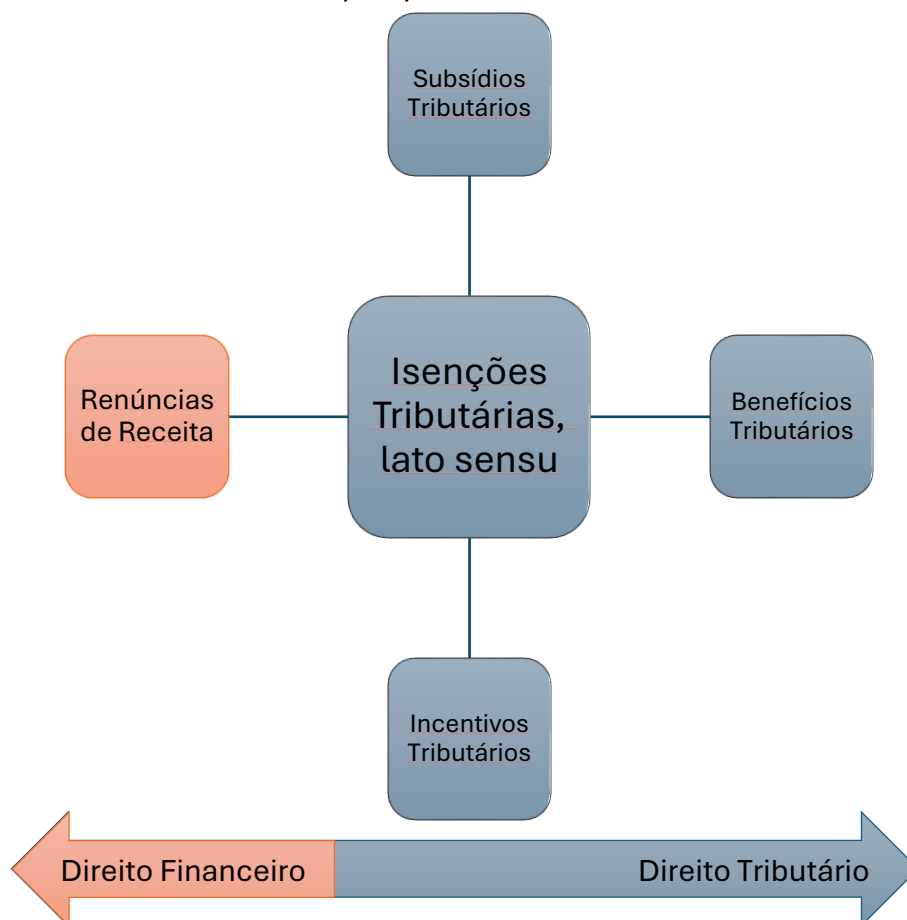 Subsídios
Tributários
Isenções
Tributárias,
lato sensu
Renúncias
de Receita
Benefícios
Tributários
Incentivos
Tributários
Direito Financeiro
Direito Tributário